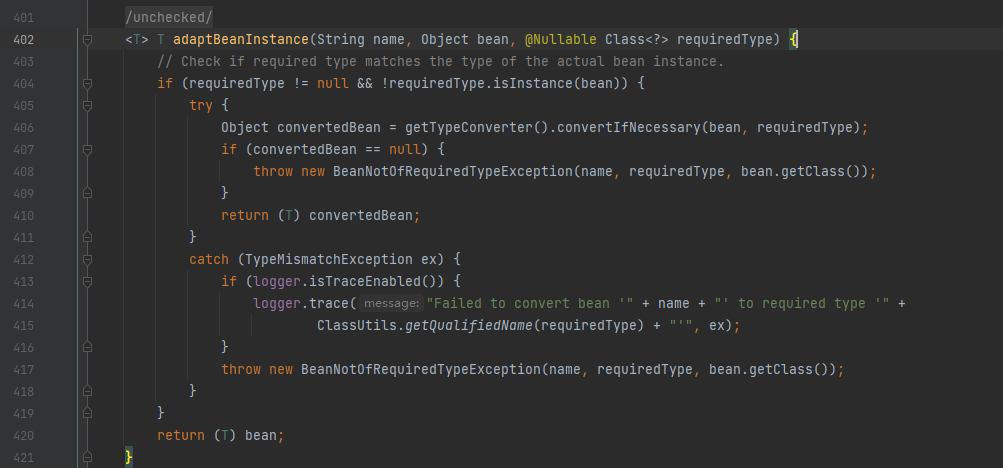 401 /unchecked/
402 <T> T adaptBeanInstance(String name, Object bean, @Nullable Class<?> requiredType) {
403 // Check if required type matches the type of the actual bean instance.
404 if (requiredType != null && !requiredType.isInstance(bean)) {
405 try {
406 Object convertedBean = getTypeConverter().convertIfNecessary(bean, requiredType);
407 if (convertedBean == null) {
408 throw new BeanNotOfRequiredTypeException(name, requiredType, bean.getClass());
409 }
410 return (T) convertedBean;
411 }
412 catch (TypeMismatchException ex) {
413 if (logger.isTraceEnabled()) {
414 logger.trace( message: "Failed to convert bean '" + name + "' to required type '" +
415 ClassUtils.getQualifiedName(requiredType) + "'", ex);
416 }
417 throw new BeanNotOfRequiredTypeException(name, requiredType, bean.getClass());
418 }
419 }
420 return (T) bean;
421 }